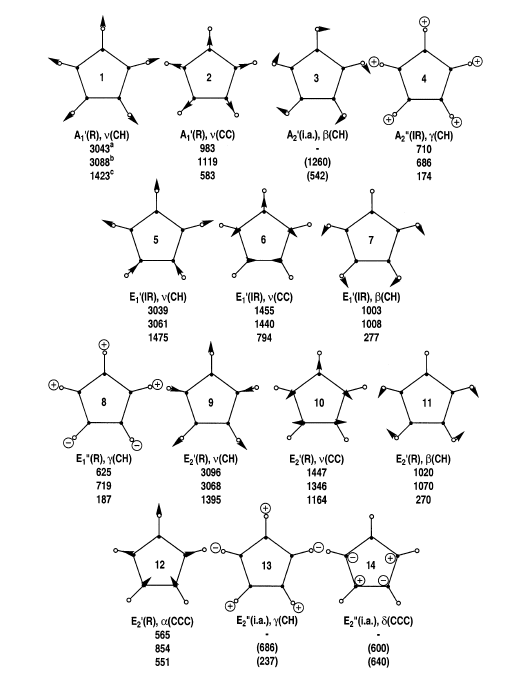 1 2 3 4
A₁'(R), ν(CH) A₁'(R), ν(CC) A₂'(i.a.), β(CH) A₂"(IR), γ(CH)
3043ᵃ 983 - 710
3088ᵇ 1119 (1260) 686
1423ᶜ 583 (542) 174
5 6 7
E₁'(IR), ν(CH) E₁'(IR), ν(CC) E₁'(IR), β(CH)
3039 1455 1003
3061 1440 1008
1475 794 277
8 9 10 11
E₁"(R), γ(CH) E₂'(R), ν(CH) E₂'(R), ν(CC) E₂'(R), β(CH)
625 3096 1447 1020
719 3068 1346 1070
187 1395 1164 270
12 13 14
E₂'(R), α(CCC) E₂"(i.a.), γ(CH) E₂"(i.a.), δ(CCC)
565 - -
854 (686) (600)
551 (237) (640)